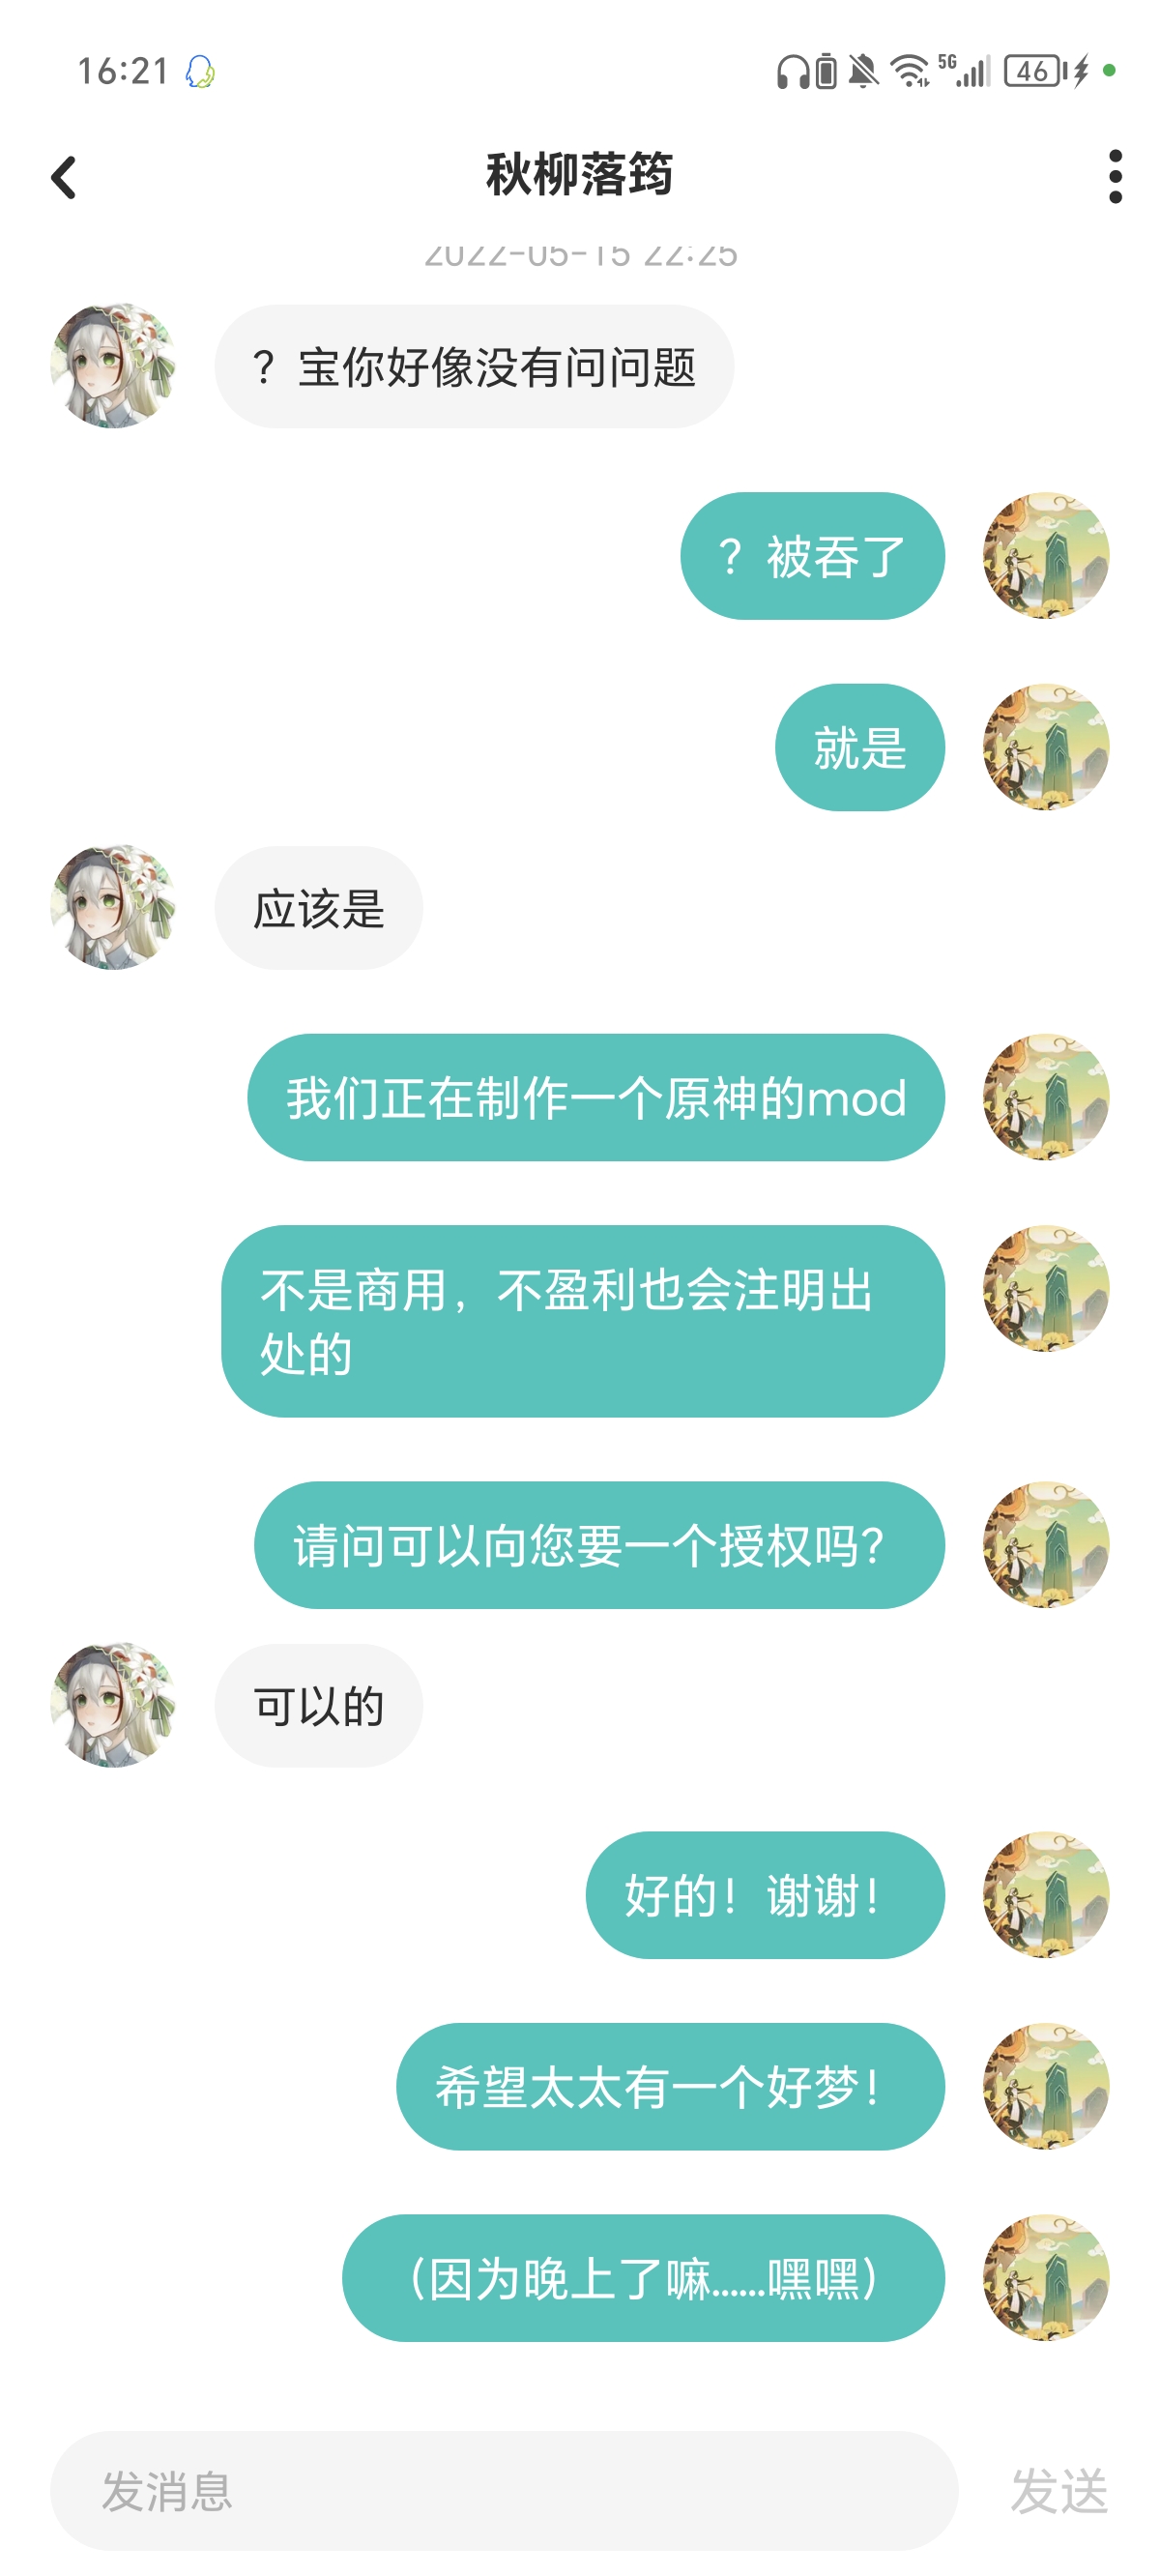 16:21
5G
46
秋柳落筠
2022-05-15 22:25
？宝你好像没有问问题
？被吞了
就是
应该是
我们正在制作一个原神的mod
不是商用，不盈利也会注明出
处的
请问可以向您要一个授权吗？
可以的
好的！谢谢！
希望太太有一个好梦！
（因为晚上了嘛......嘿嘿）
发消息
发送